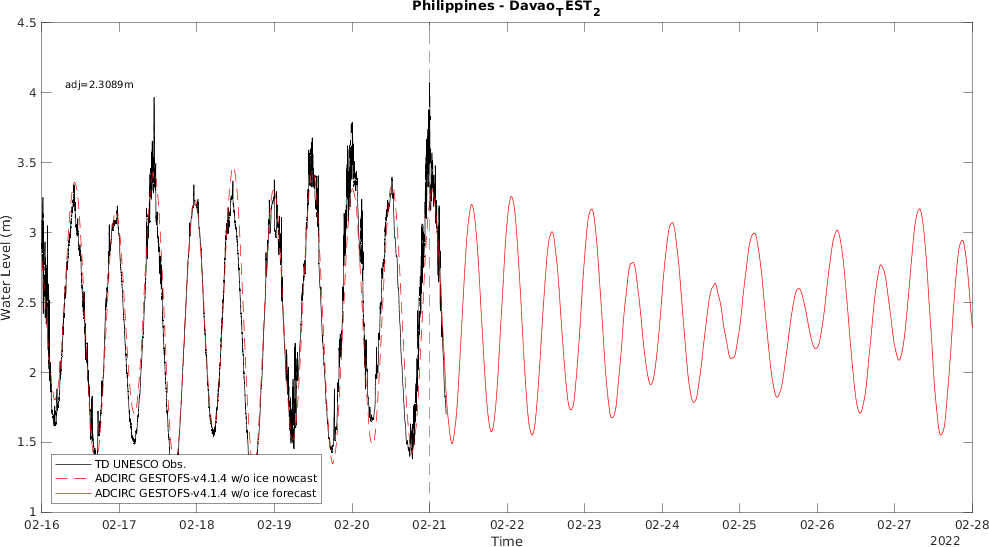 Philippines - Davao_TEST_2
4.5
4
3.5
3
2.5
2
1.5
1
adj=2.3089m
Water Level (m)
TD UNESCO Obs.
ADCIRC GESTOFS-v4.1.4 w/o ice nowcast
ADCIRC GESTOFS-v4.1.4 w/o ice forecast
02-16 02-17 02-18 02-19 02-20 02-21 02-22 02-23 02-24 02-25 02-26 02-27 02-28
Time
2022